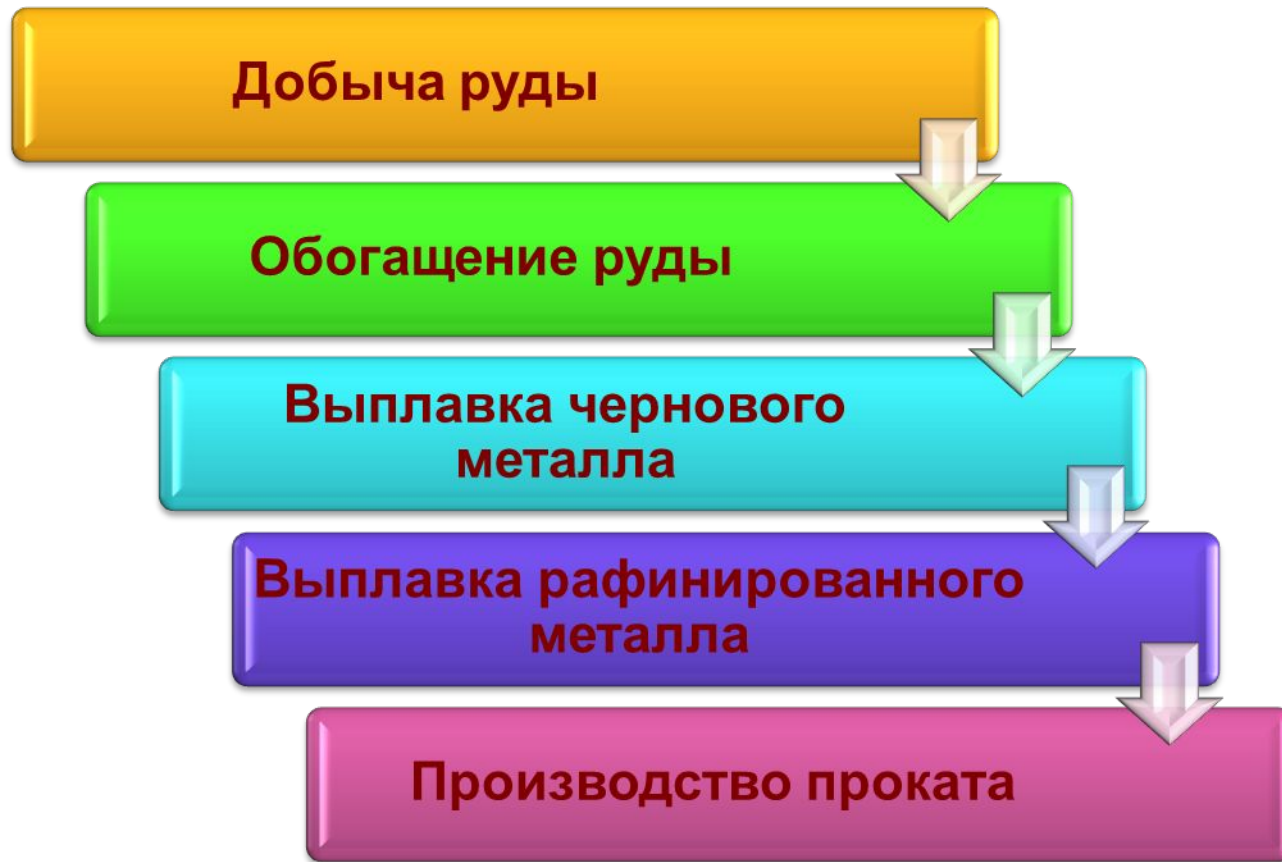 Добыча руды
Обогащение руды
Выплавка чернового
металла
Выплавка рафинированного
металла
Производство проката